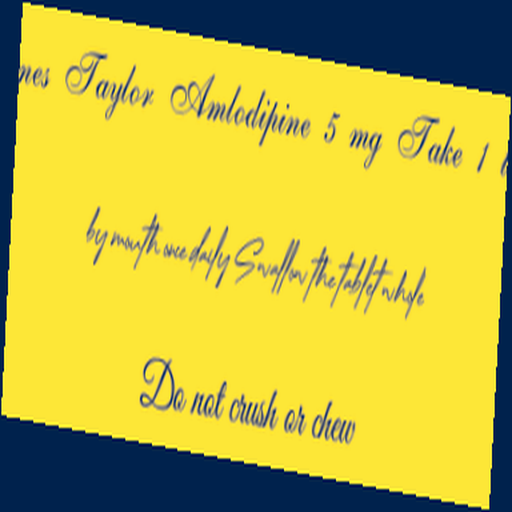 Taylor Amlodipine 5 mg Take 1
by mouth once daily Swallow the tablet whole
Do not crush or chew